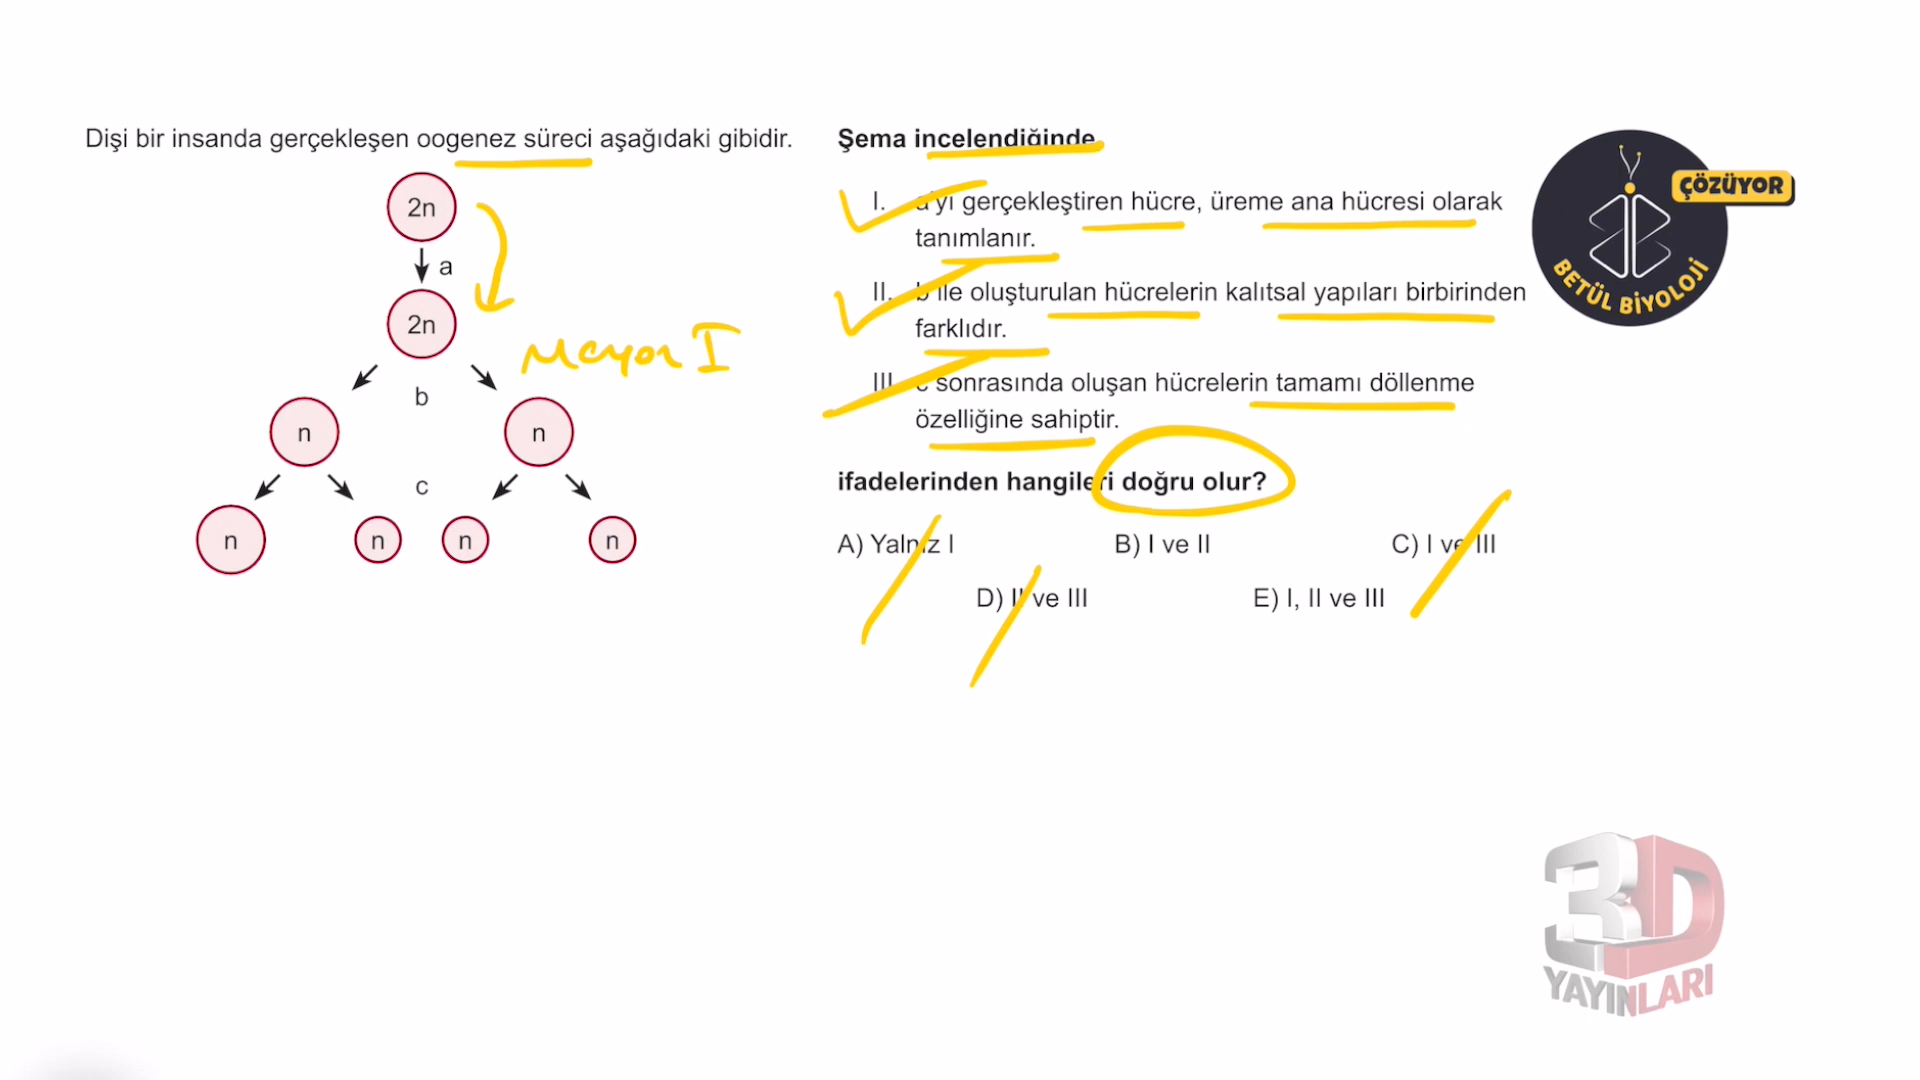 Dişi bir insanda gerçekleşen oogenez süreci aşağıdaki gibidir.
2n
a
2n
Mayoz I
b
n
n
c
n
n
n
n
Şema incelendiğinde
I. a'yı gerçekleştiren hücre, üreme ana hücresi olarak
tanımlanır.
II. b ile oluşturulan hücrelerin kalıtsal yapıları birbirinden
farklıdır.
III. c sonrasında oluşan hücrelerin tamamı döllenme
özelliğine sahiptir.
ifadelerinden hangileri doğru olur?
A) Yalnız I
B) I ve II
C) I ve III
D) II ve III
E) I, II ve III
ÇÖZÜYOR
BETÜL BİYOLOJİ
3D
YAYINLARI